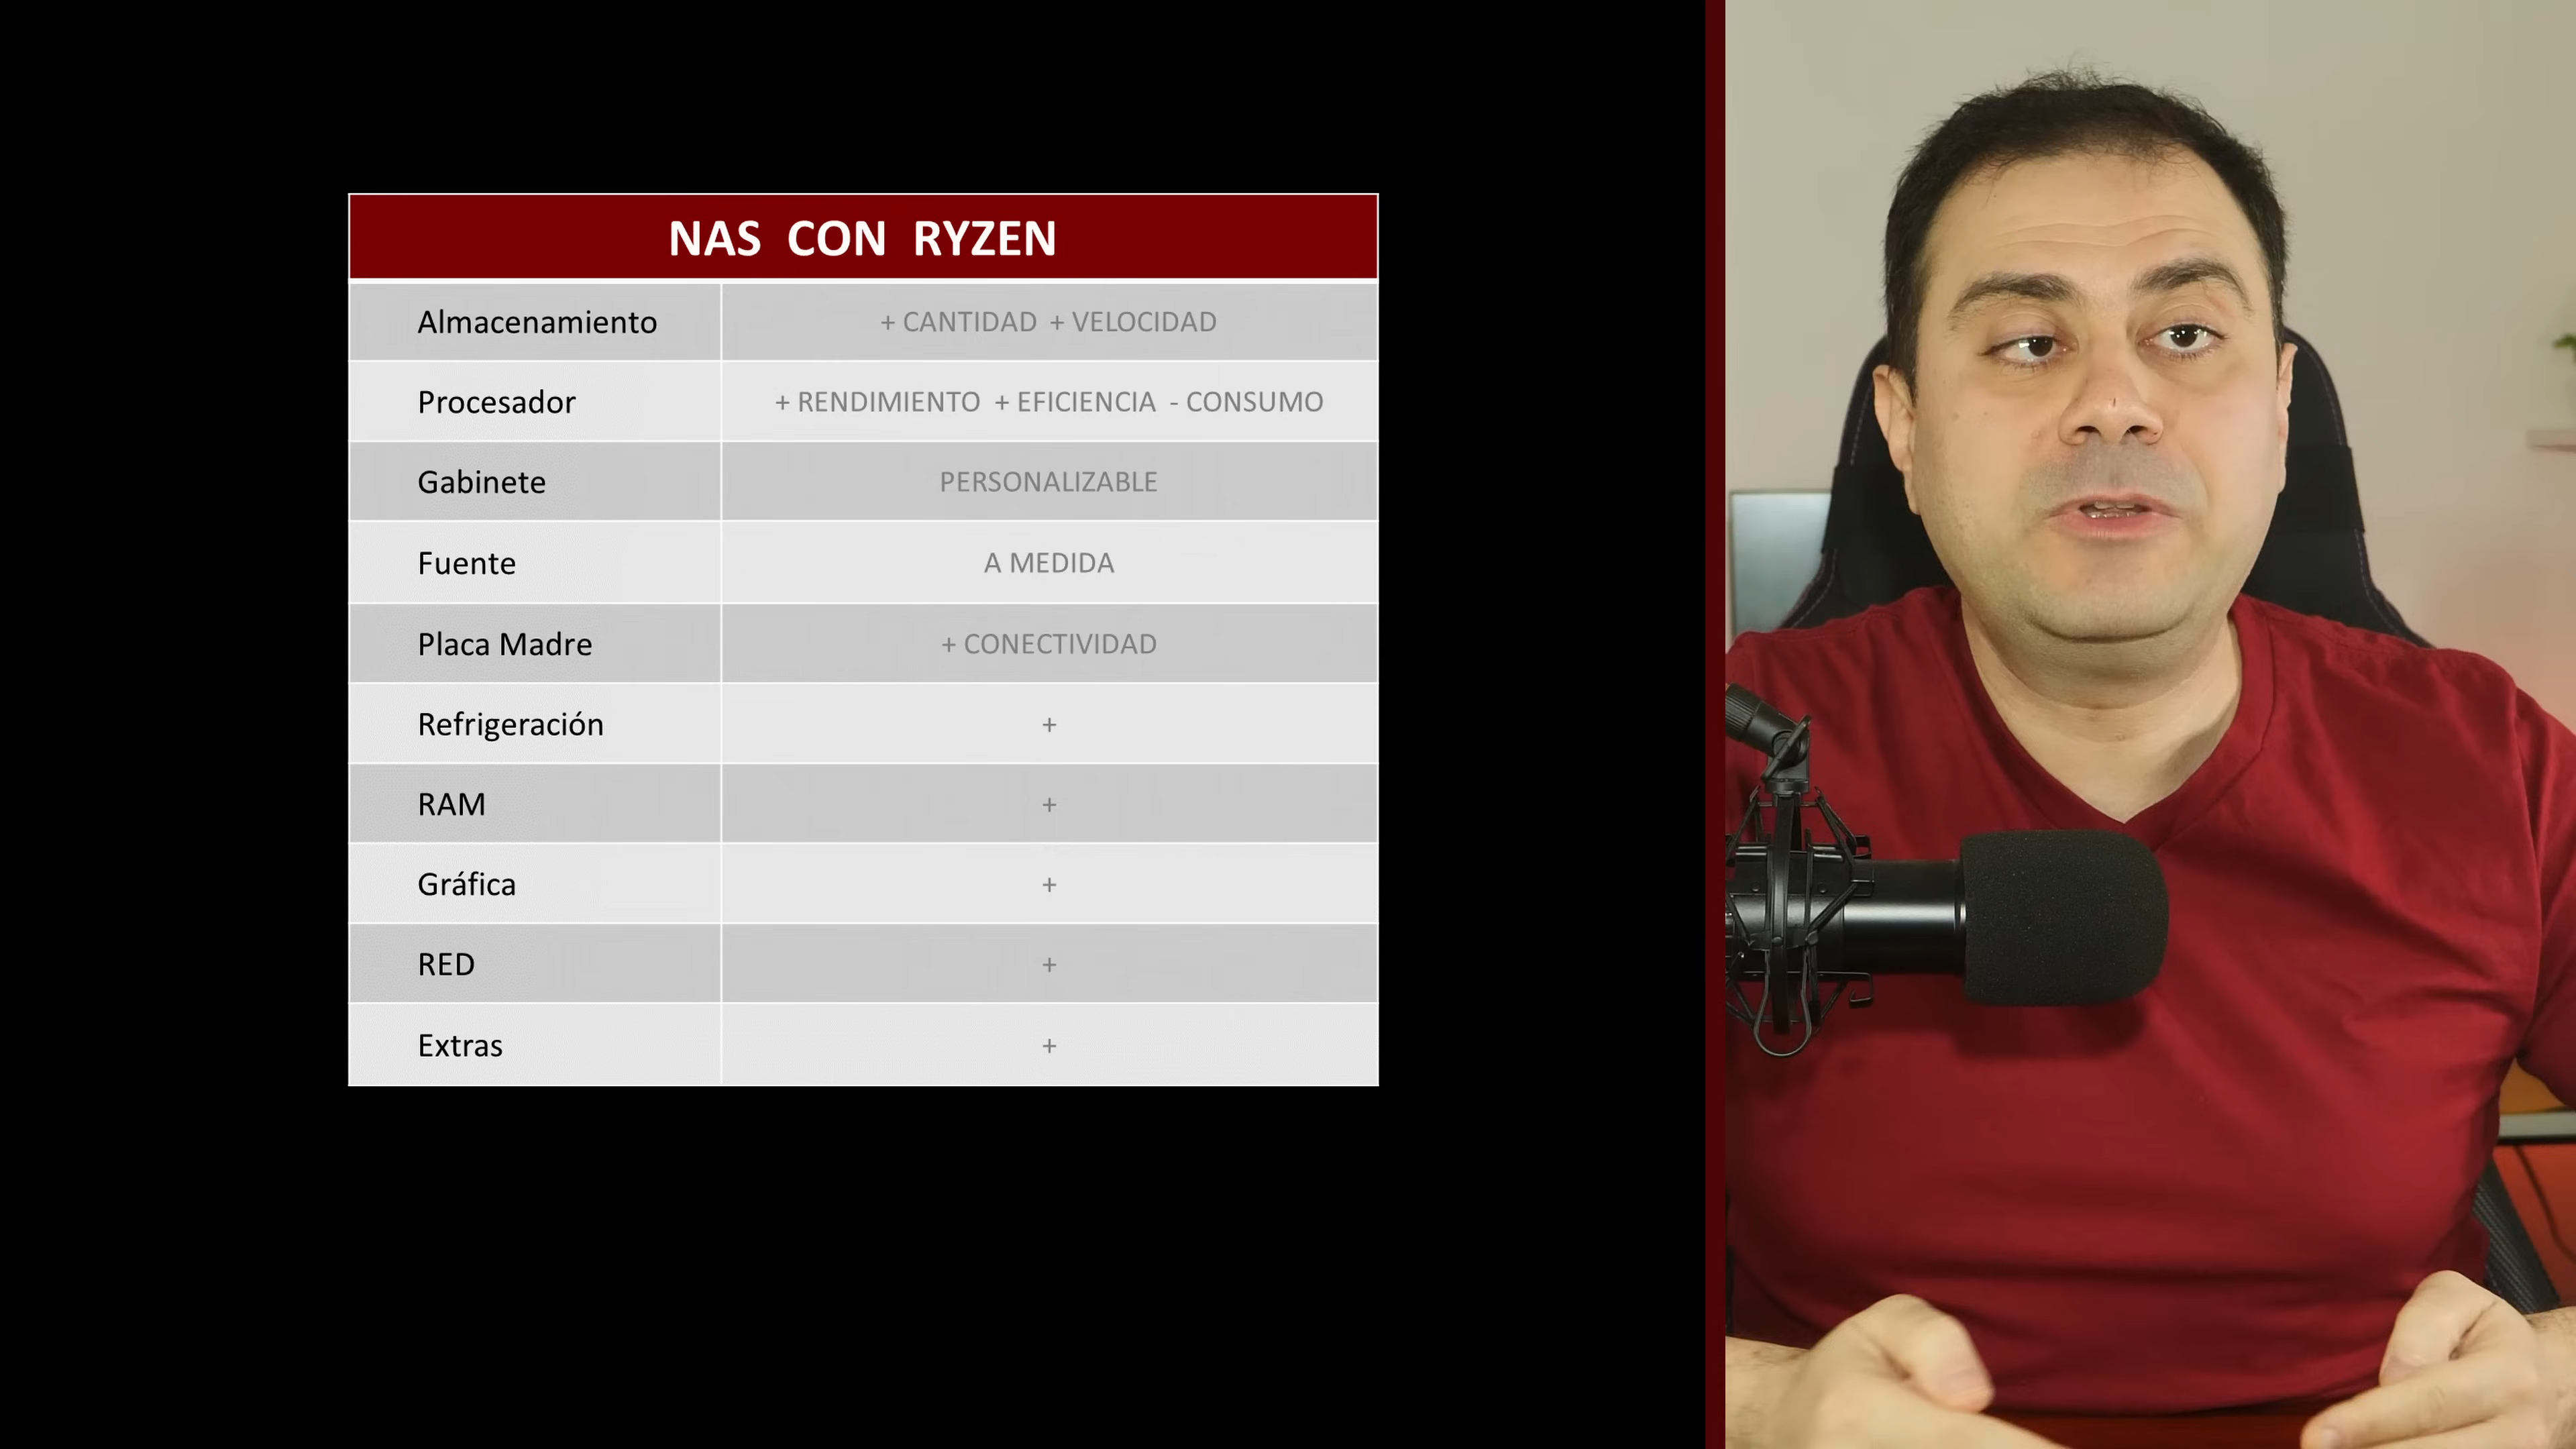 NAS CON RYZEN
Almacenamiento + CANTIDAD + VELOCIDAD
Procesador + RENDIMIENTO + EFICIENCIA - CONSUMO
Gabinete PERSONALIZABLE
Fuente A MEDIDA
Placa Madre + CONECTIVIDAD
Refrigeración +
RAM +
Gráfica +
RED +
Extras +